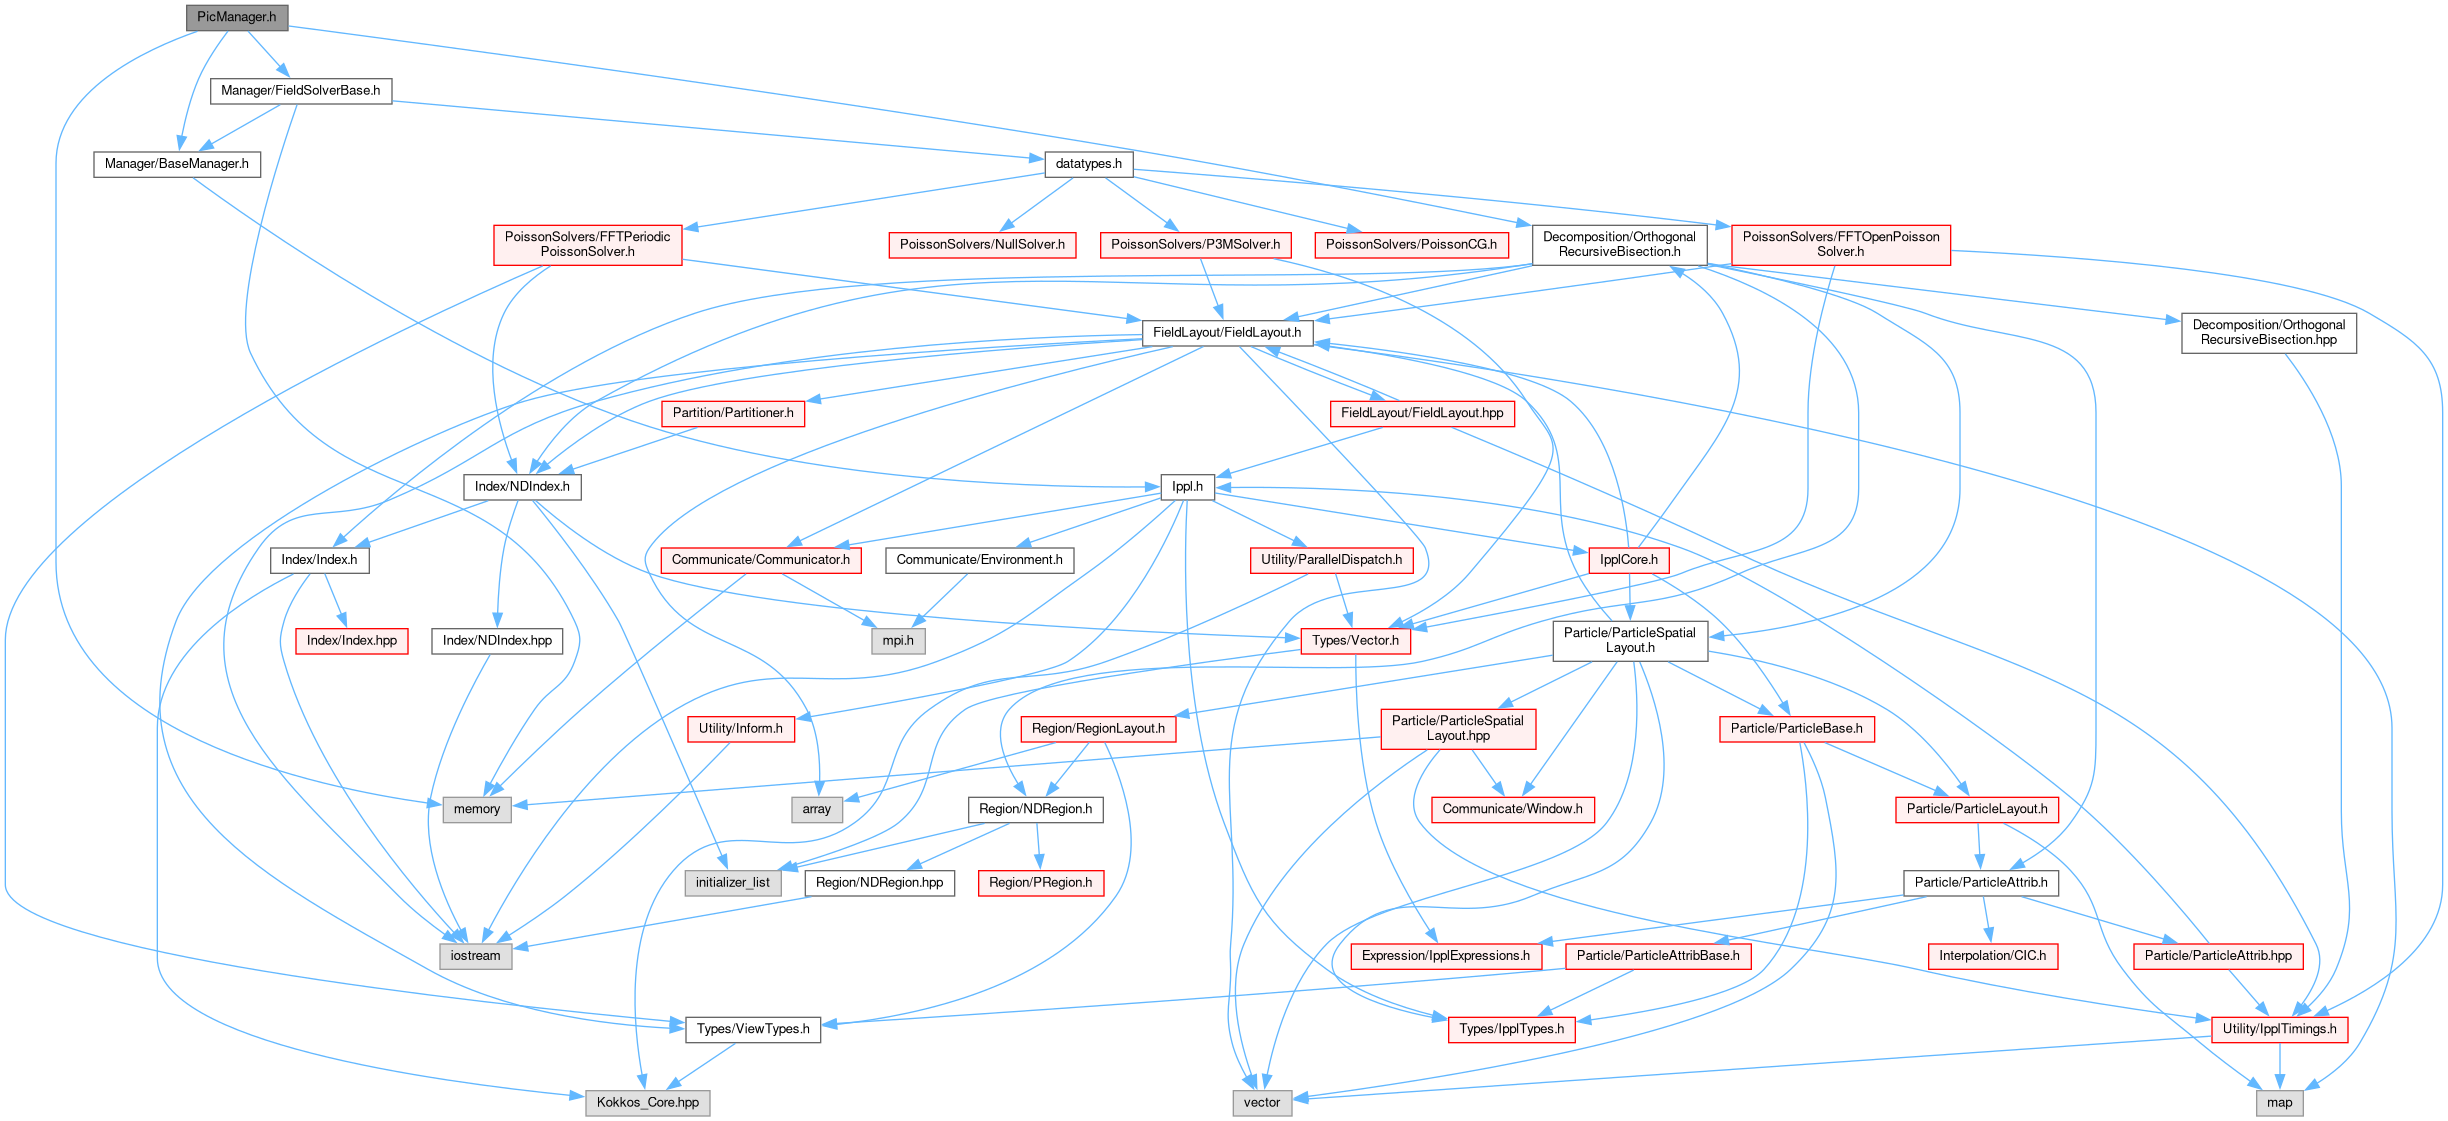 PicManager.h
Manager/FieldSolverBase.h
Manager/BaseManager.h
datatypes.h
PoissonSolvers/FFTPeriodic
PoissonSolver.h
PoissonSolvers/NullSolver.h
PoissonSolvers/P3MSolver.h
PoissonSolvers/PoissonCG.h
Decomposition/Orthogonal
RecursiveBisection.h
PoissonSolvers/FFTOpenPoisson
Solver.h
FieldLayout/FieldLayout.h
Decomposition/Orthogonal
RecursiveBisection.hpp
Partition/Partitioner.h
FieldLayout/FieldLayout.hpp
Index/NDIndex.h
Ippl.h
Index/Index.h
Communicate/Communicator.h
Communicate/Environment.h
Utility/ParallelDispatch.h
IpplCore.h
Index/Index.hpp
Index/NDIndex.hpp
mpi.h
Types/Vector.h
Particle/ParticleSpatial
Layout.h
Utility/Inform.h
Region/RegionLayout.h
Particle/ParticleSpatial
Layout.hpp
Particle/ParticleBase.h
memory
array
Region/NDRegion.h
Communicate/Window.h
Particle/ParticleLayout.h
initializer_list
Region/NDRegion.hpp
Region/PRegion.h
Particle/ParticleAttrib.h
iostream
Expression/IpplExpressions.h
Particle/ParticleAttribBase.h
Interpolation/CIC.h
Particle/ParticleAttrib.hpp
Types/ViewTypes.h
Types/IpplTypes.h
Utility/IpplTimings.h
Kokkos_Core.hpp
vector
map